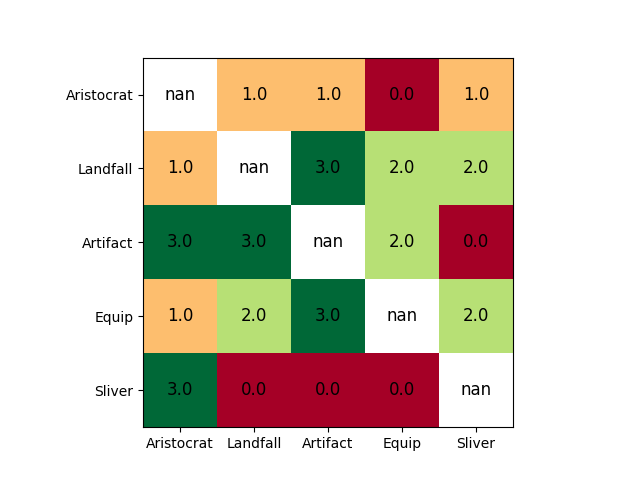 Aristocrat nan 1.0 1.0 0.0 1.0
Landfall 1.0 nan 3.0 2.0 2.0
Artifact 3.0 3.0 nan 2.0 0.0
Equip 1.0 2.0 3.0 nan 2.0
Sliver 3.0 0.0 0.0 0.0 nan
Aristocrat Landfall Artifact Equip Sliver